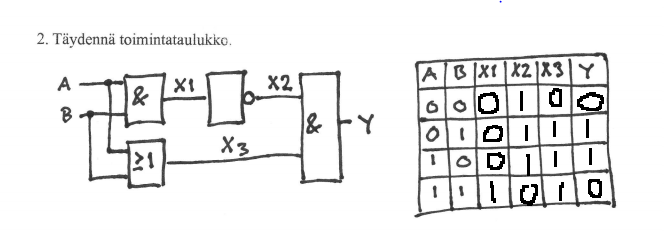 2. Täydennä toimintataulukko.
A & X1 X2 & Y
B ≥1 X3
A B X1 X2 X3 Y
0 0 0 1 0 0
0 1 0 1 1 1
1 0 0 1 1 1
1 1 1 0 1 0